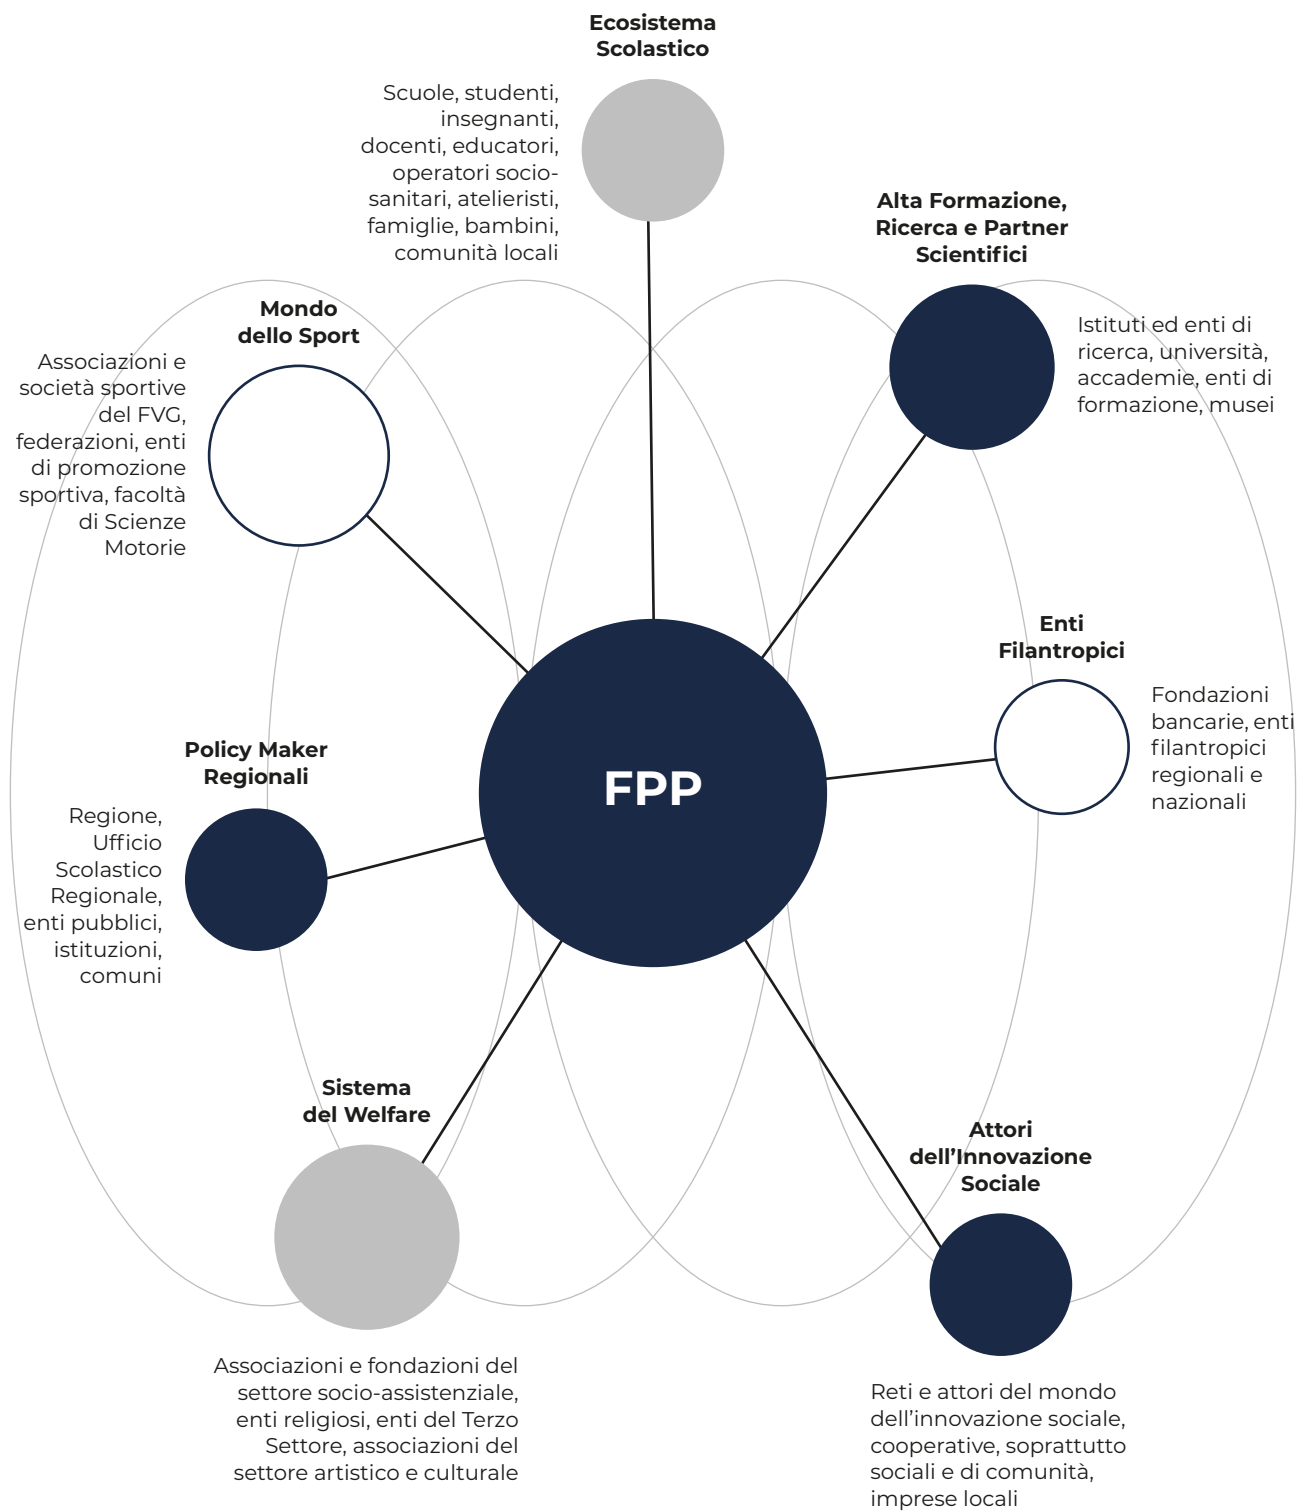 Ecosistema
Scolastico
Scuole, studenti,
insegnanti,
docenti, educatori,
operatori socio-
sanitari, atelieristi,
famiglie, bambini,
comunità locali
Alta Formazione,
Ricerca e Partner
Scientifici
Istituti ed enti di
ricerca, università,
accademie, enti di
formazione, musei
Mondo
dello Sport
Associazioni e
società sportive
del FVG,
federazioni, enti
di promozione
sportiva, facoltà
di Scienze
Motorie
Enti
Filantropici
Fondazioni
bancarie, enti
filantropici
regionali e
nazionali
FPP
Policy Maker
Regionali
Regione,
Ufficio
Scolastico
Regionale,
enti pubblici,
istituzioni,
comuni
Sistema
del Welfare
Associazioni e fondazioni del
settore socio-assistenziale,
enti religiosi, enti del Terzo
Settore, associazioni del
settore artistico e culturale
Attori
dell’Innovazione
Sociale
Reti e attori del mondo
dell’innovazione sociale,
cooperative, soprattutto
sociali e di comunità,
imprese locali